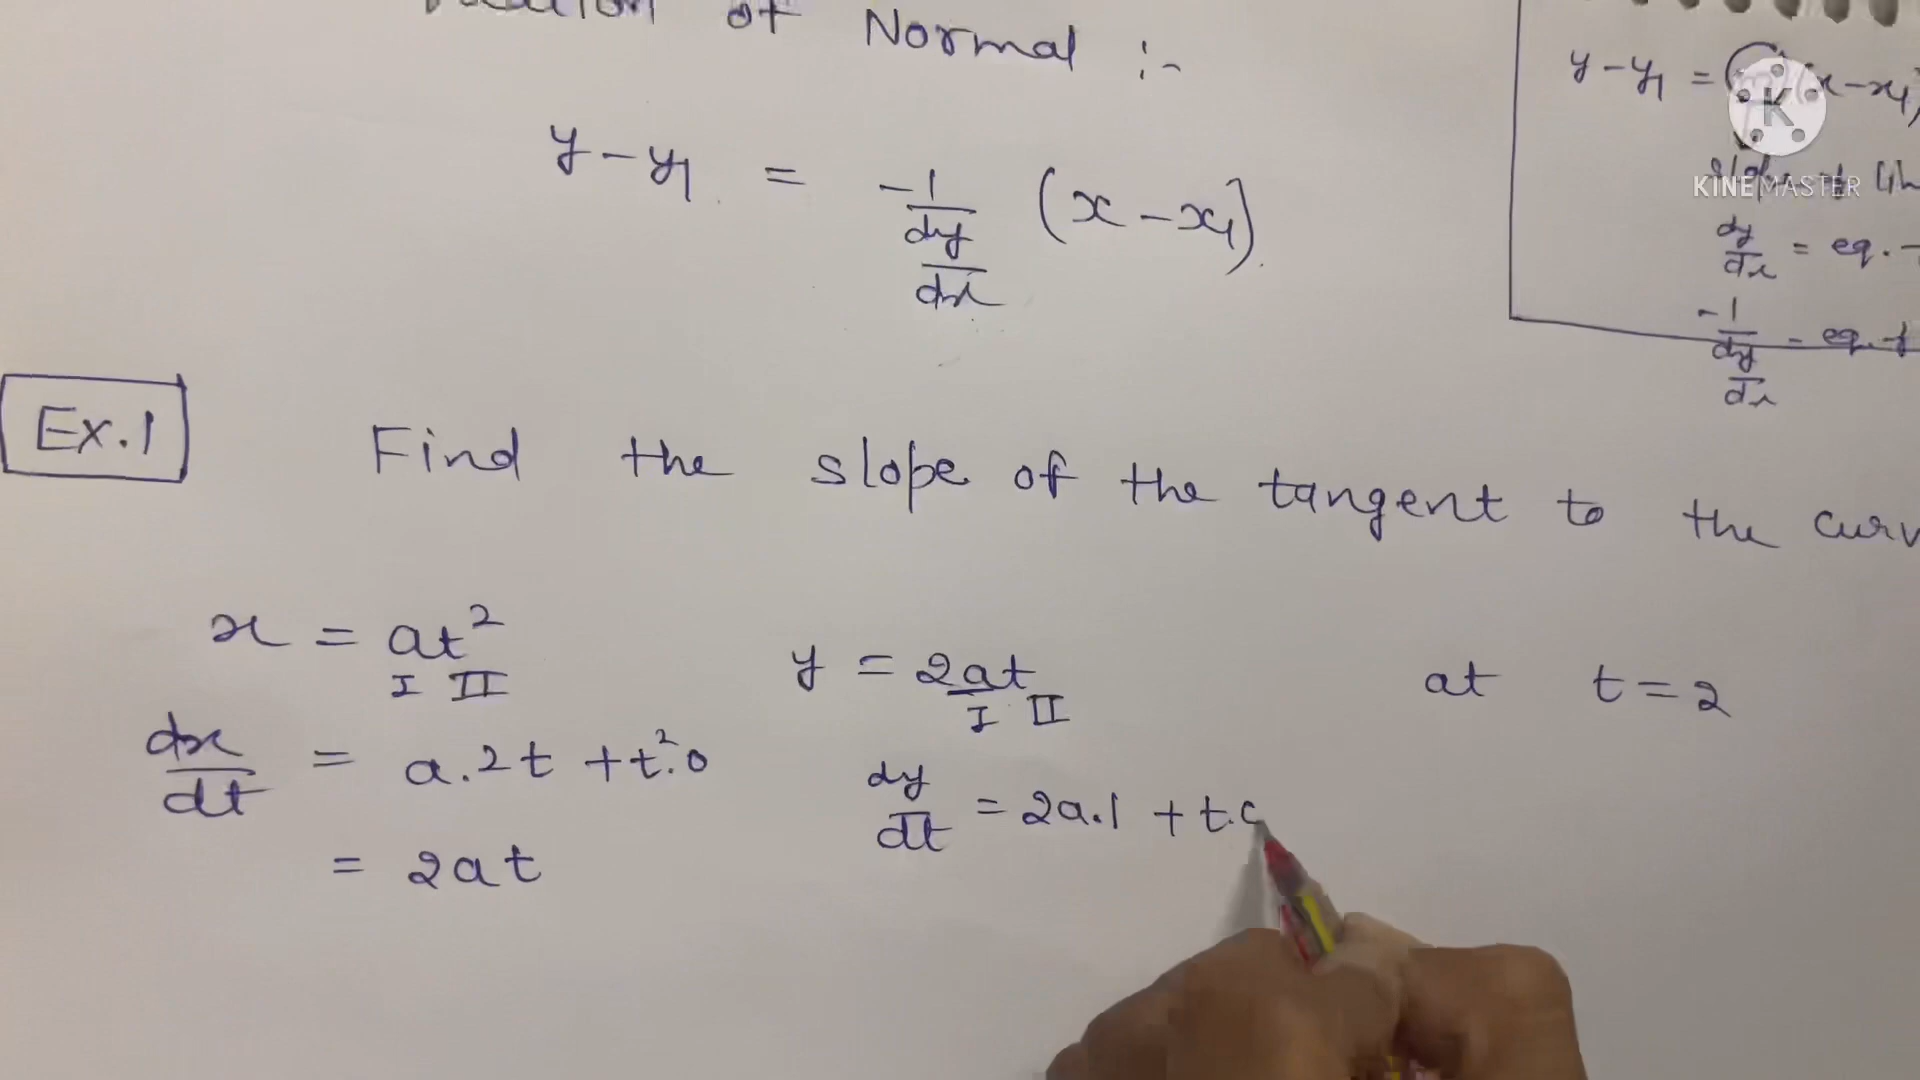 of Normal :-
y - y1 = -1/(dy/dx) (x - x1)
y - y1 = (x - x1)
KINEMASTER
dy/dx = eq.
-1/(dy/dx) = eq.
Ex.1 Find the slope of the tangent to the
x = at² y = 2at at t = 2
I II I II
dx/dt = a.2t + t².0 dy/dt = 2a.1 + t.
= 2at